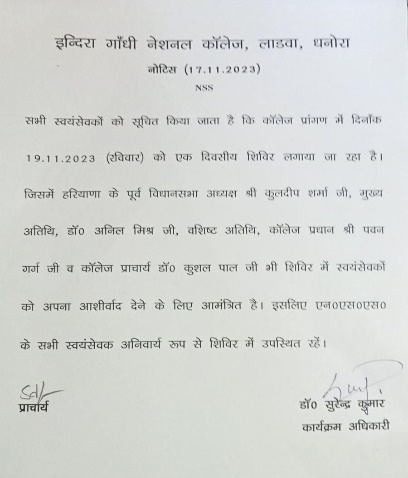 इन्दिरा गाँधी नेशनल कॉलेज, लाडवा, धनोरा
नोटिस (17.11.2023)
NSS
सभी स्वयंसेवकों को सूचित किया जाता है कि कॉलेज प्रांगण में दिनाँक
19.11.2023 (रविवार) को एक दिवसीय शिविर लगाया जा रहा है।
जिसमें हरियाणा के पूर्व विधानसभा अध्यक्ष श्री कुलदीप शर्मा जी, मुख्य
अतिथि, डॉ0 अनिल मिश्र जी, वशिष्ट अतिथि, कॉलेज प्रधान श्री पवन
गर्ग जी व कॉलेज प्राचार्य डॉ0 कुशल पाल जी भी शिविर में स्वयंसेवकों
को अपना आशीर्वाद देने के लिए आमंत्रित है। इसलिए एन0एस0एस0
के सभी स्वयंसेवक अनिवार्य रूप से शिविर में उपस्थित रहें।
Sd/-
प्राचार्य
डॉ0 सुरेन्द्र कुमार
कार्यक्रम अधिकारी